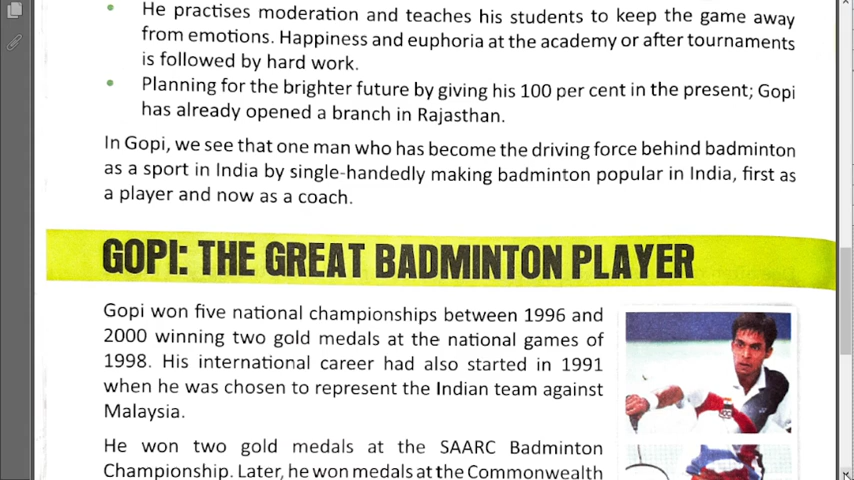 He practises moderation and teaches his students to keep the game away
from emotions. Happiness and euphoria at the academy or after tournaments
is followed by hard work.
Planning for the brighter future by giving his 100 per cent in the present; Gopi
has already opened a branch in Rajasthan.
In Gopi, we see that one man who has become the driving force behind badminton
as a sport in India by single-handedly making badminton popular in India, first as
a player and now as a coach.
GOPI: THE GREAT BADMINTON PLAYER
Gopi won five national championships between 1996 and
2000 winning two gold medals at the national games of
1998. His international career had also started in 1991
when he was chosen to represent the Indian team against
Malaysia.
He won two gold medals at the SAARC Badminton
Championship. Later, he won medals at the Commonwealth